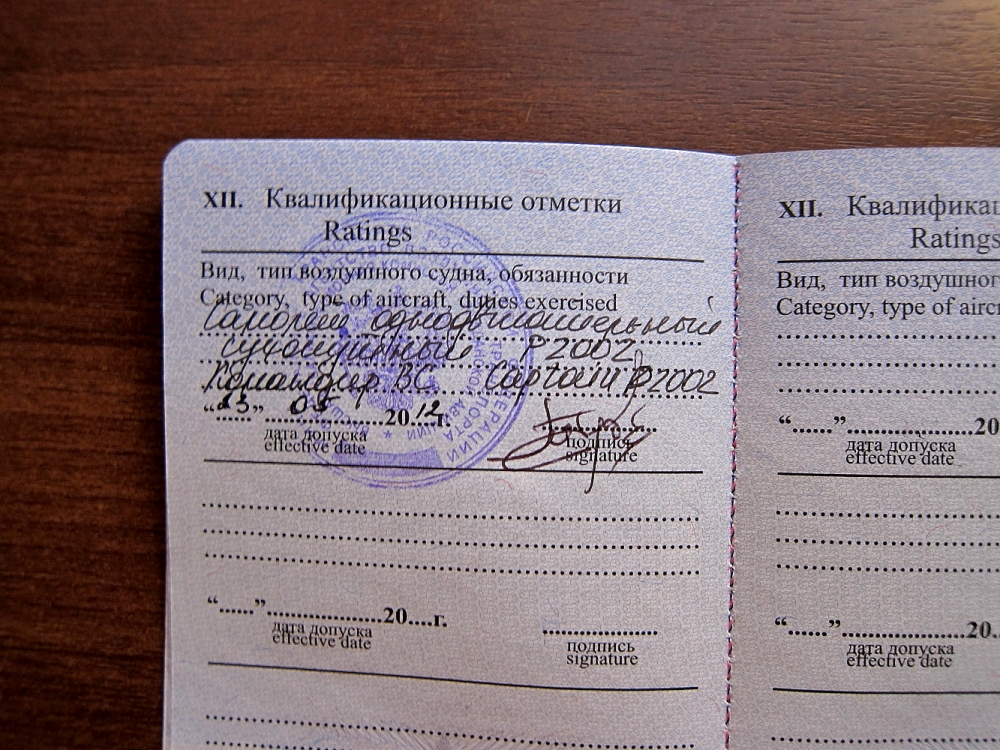 XII. Квалификационные отметки
Ratings
Вид, тип воздушного судна, обязанности
Category, type of aircraft, duties exercised
Самолет однодвигательный
сухопутный P2002
Командир ВС Captain P2002
“23” 05 2012г.
дата допуска
effective date
подпись
signature
“......”....................20....г.
дата допуска
effective date
подпись
signature
XII. Квалификац
Ratings
Вид, тип воздушног
Category, type of airc
“......”....................20
дата допуска
effective date
“......”....................20.
дата допуска
effective date